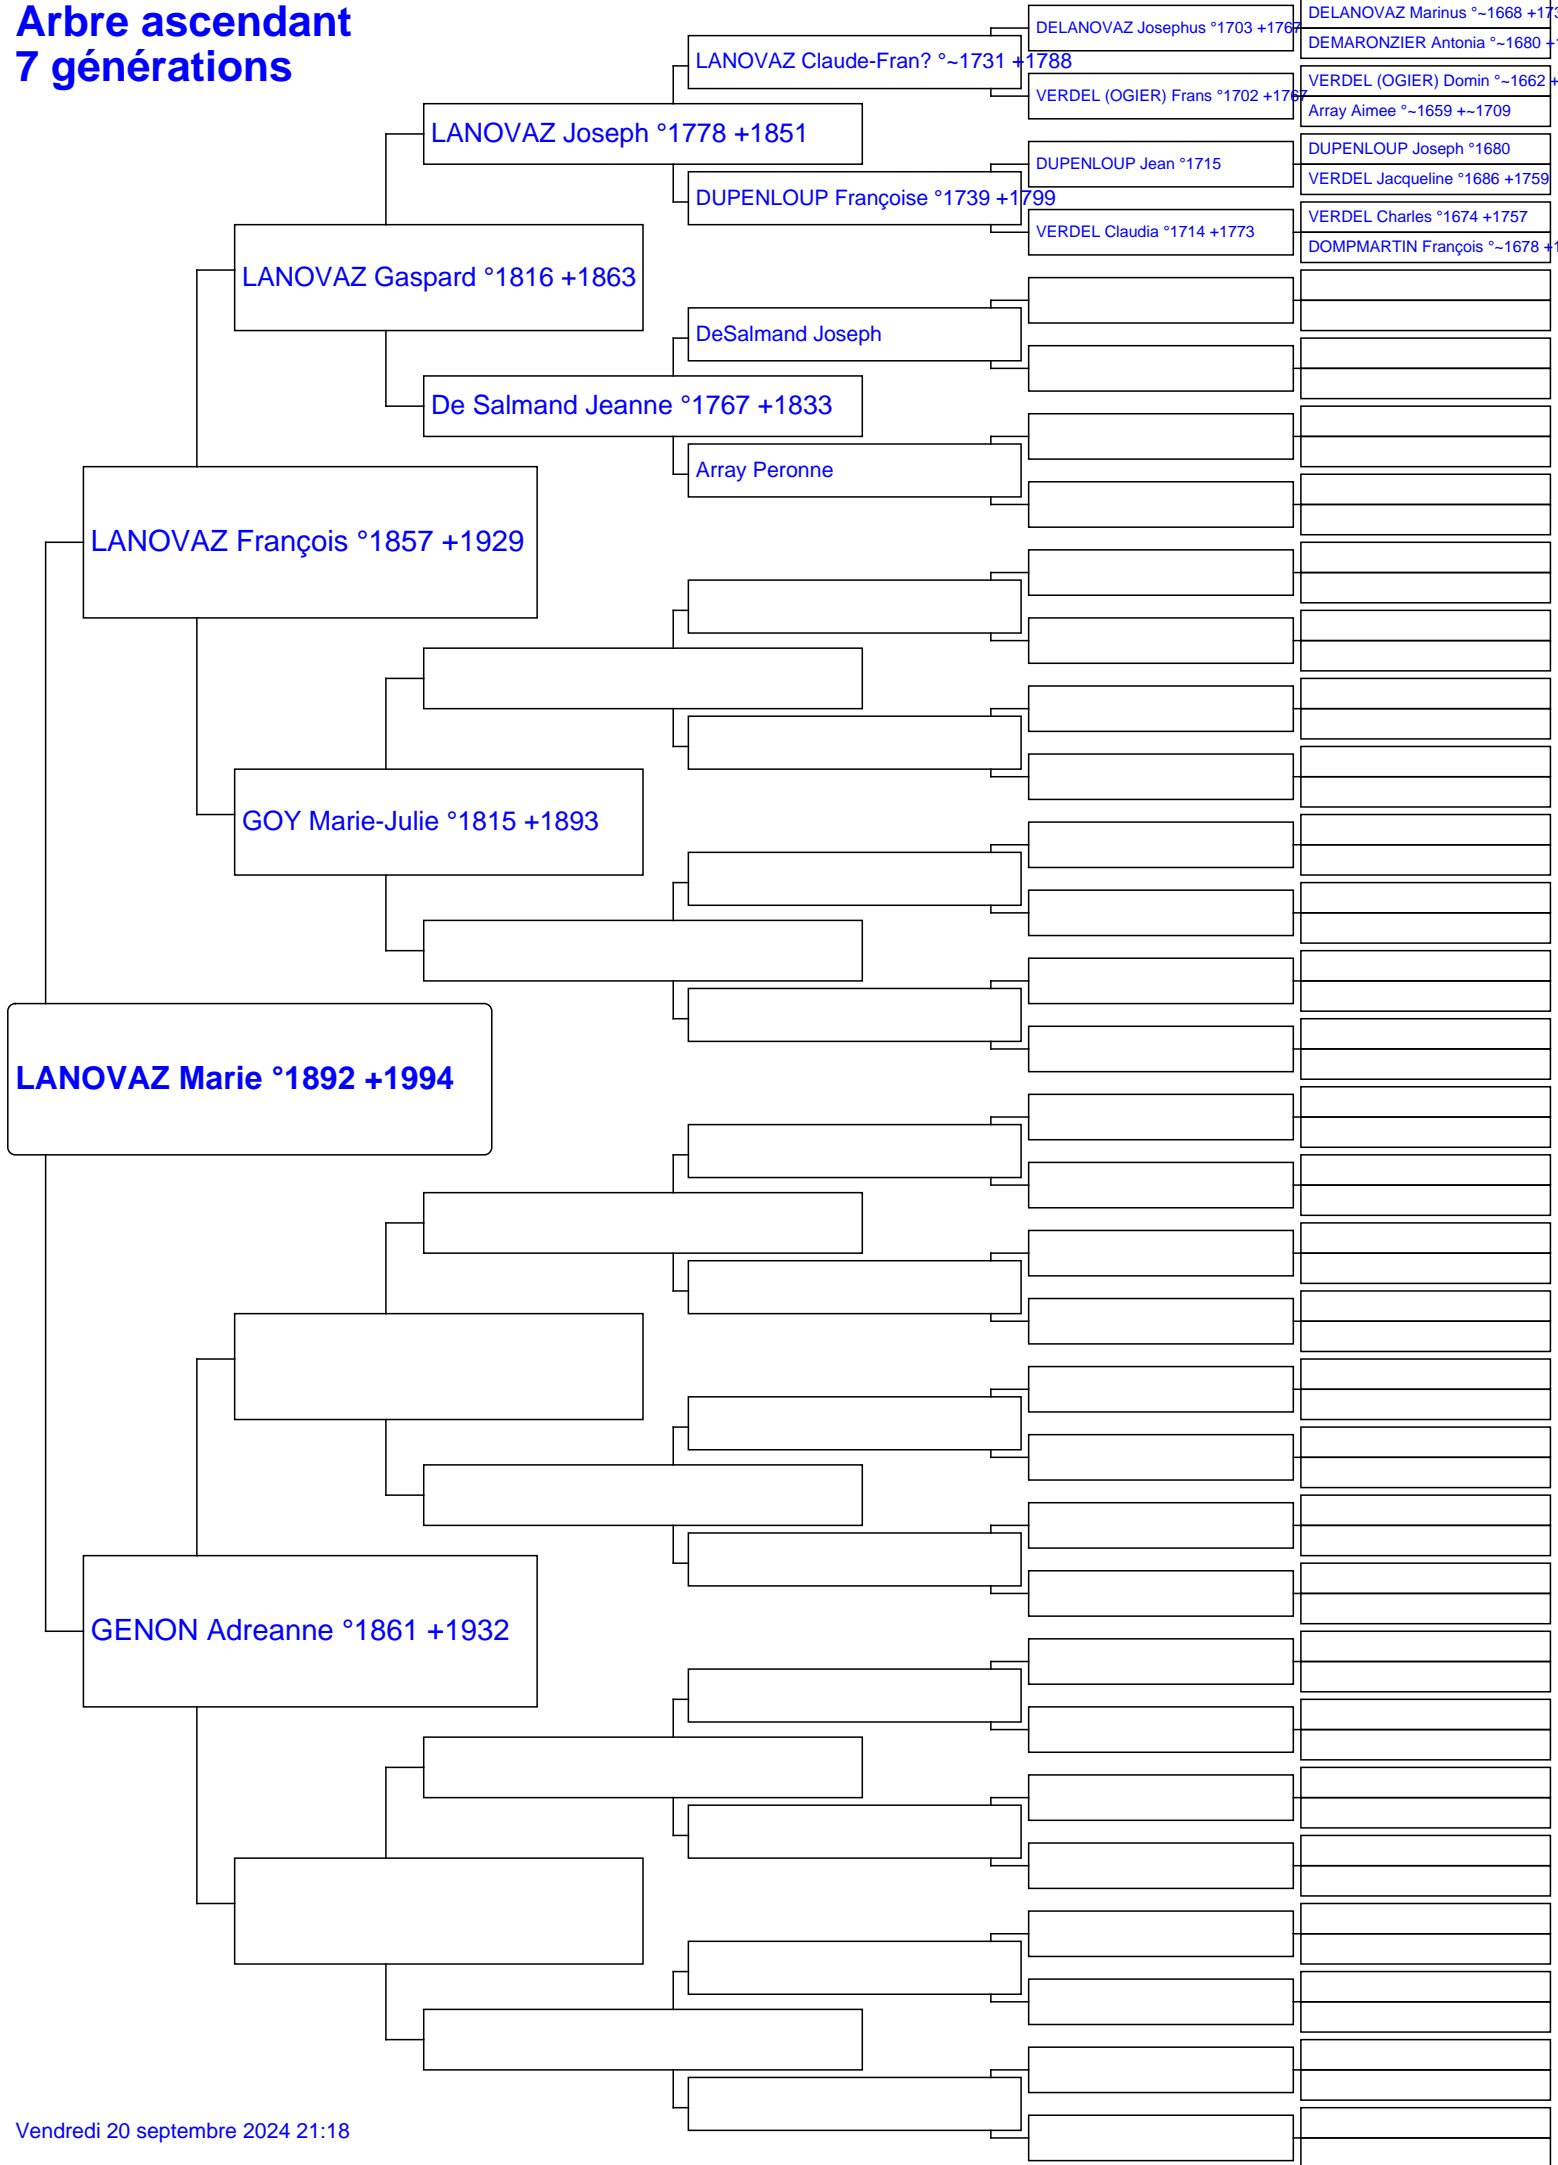 Arbre ascendant
7 générations
DELANOVAZ Marinus °~1668
DEMARONZIER Antonia °~1680
DELANOVAZ Josephus °1703 +1767
LANOVAZ Claude-Fran? °~1731 +1788
VERDEL (OGIER) Domin °~1662
VERDEL (OGIER) Frans °1702 +1767
Array Aimee °~1659 +~1709
LANOVAZ Joseph °1778 +1851
DUPENLOUP Joseph °1680
DUPENLOUP Jean °1715
VERDEL Jacqueline °1686 +1759
DUPENLOUP Françoise °1739 +1799
VERDEL Charles °1674 +1757
VERDEL Claudia °1714 +1773
DOMPMARTIN François °~1678
LANOVAZ Gaspard °1816 +1863
DeSalmand Joseph
De Salmand Jeanne °1767 +1833
Array Peronne
LANOVAZ François °1857 +1929
GOY Marie-Julie °1815 +1893
LANOVAZ Marie °1892 +1994
GENON Adreanne °1861 +1932
Vendredi 20 septembre 2024 21:18